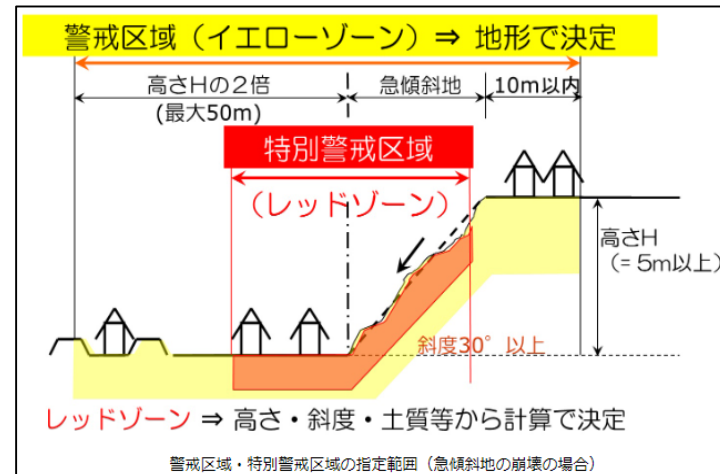 警戒区域（イエローゾーン）⇒ 地形で決定
高さHの２倍
(最大50m)
急傾斜地
10m以内
特別警戒区域
（レッドゾーン）
高さH
（= 5m以上）
斜度30°以上
レッドゾーン ⇒ 高さ・斜度・土質等から計算で決定
警戒区域・特別警戒区域の指定範囲（急傾斜地の崩壊の場合）